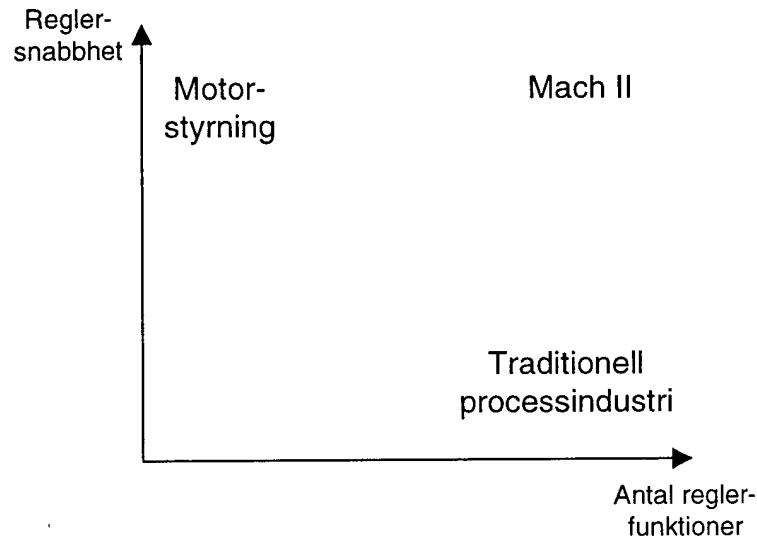 Regler-
snabbhet
Motor-
styrning
Mach II
Traditionell
processindustri
Antal regler-
funktioner